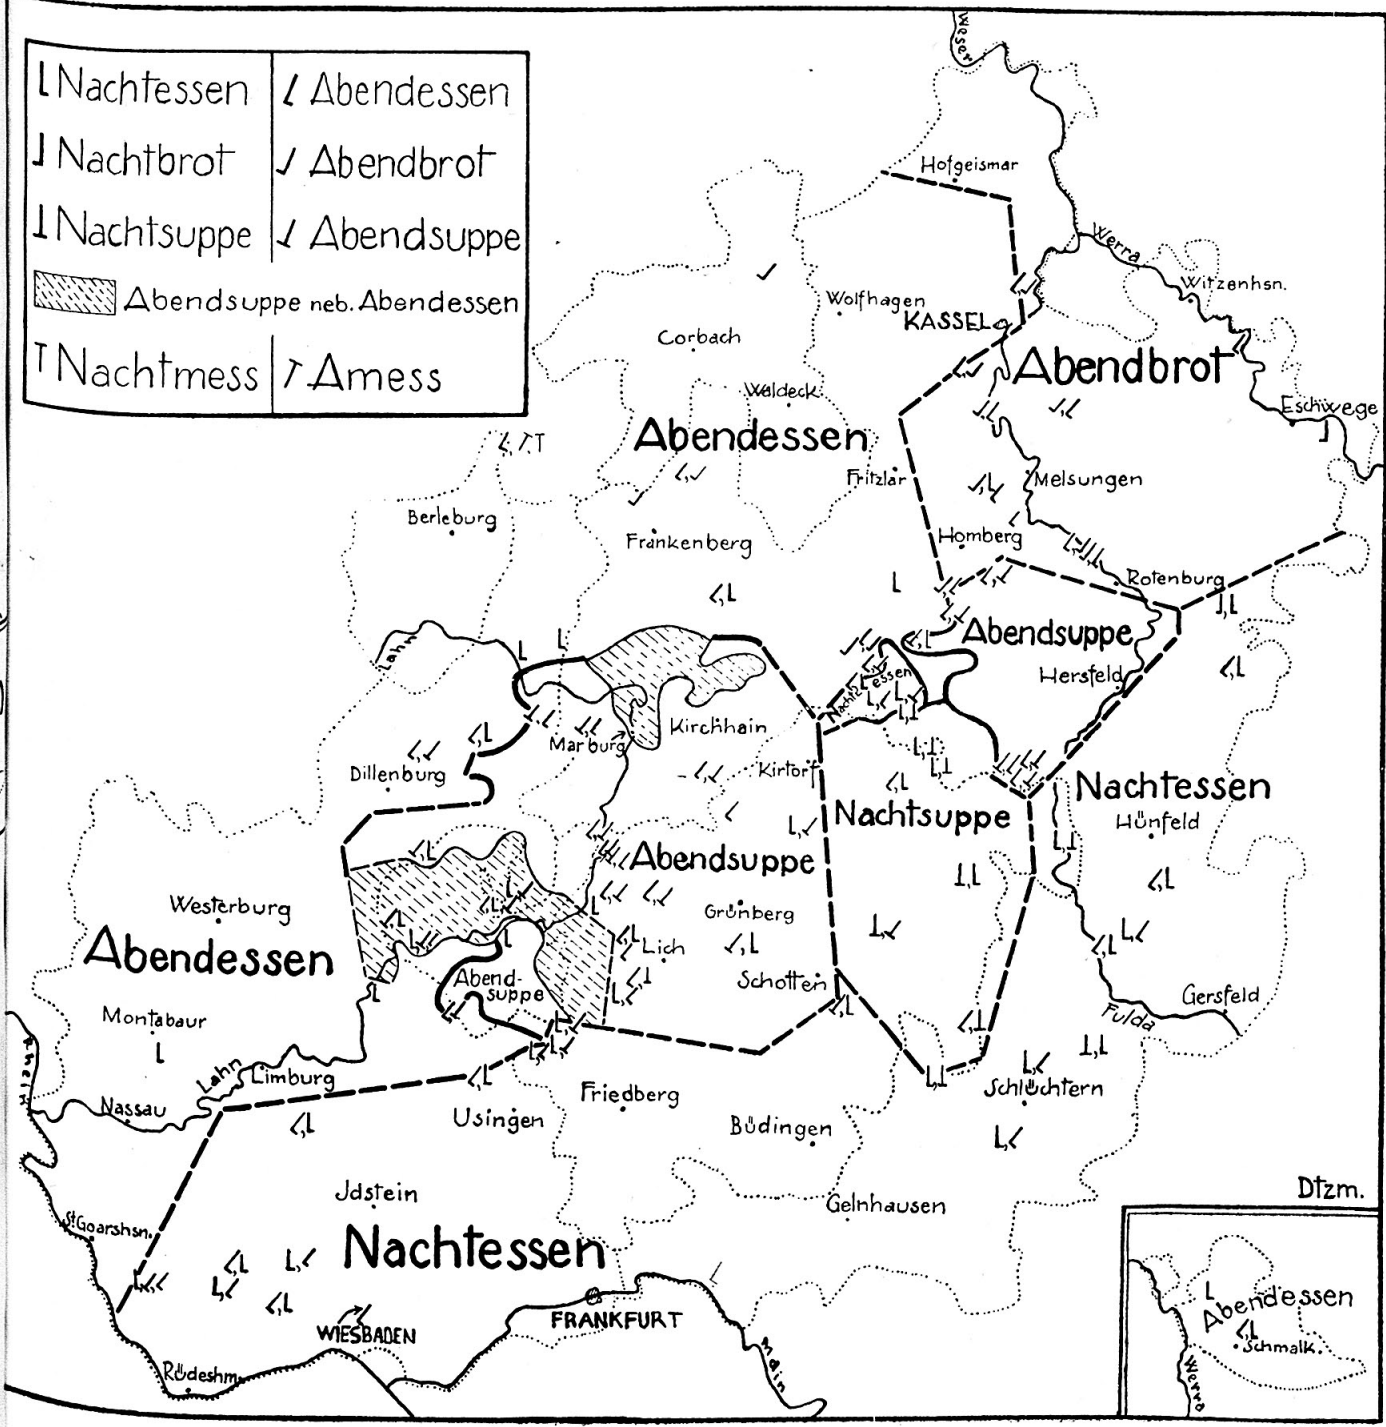 Nachtessen
Abendessen
Nachtbrot
Abendbrot
Nachtsuppe
Abendsuppe
Abendsuppe neb. Abendessen
Nachtmess
Amess
Weser
Hofgeismar
Werra
Witzenhsn.
Wolfhagen
KASSEL
Corbach
Abendbrot
Waldeck
Eschwege
Abendessen
Fritzlar
Melsungen
Berleburg
Frankenberg
Homberg
Rotenburg
Abendsuppe
Lahn
Hersfeld
Nachtessen
Kirchhain
Marburg
Dillenburg
Kirtorf
Nachtessen
Nachtsuppe
Hünfeld
Abendsuppe
Westerburg
Grünberg
Abendessen
Lich
Schotten
Abend-
suppe
Gersfeld
Fulda
Montabaur
Rhein
Lahn
Limburg
Schlüchtern
Nassau
Friedberg
Usingen
Büdingen
Jdstein
Gelnhausen
Dtzm.
St.Goarshsn.
Nachtessen
FRANKFURT
WIESBADEN
Abendessen
Schmalk.
Rüdeshm.
Main
Werra